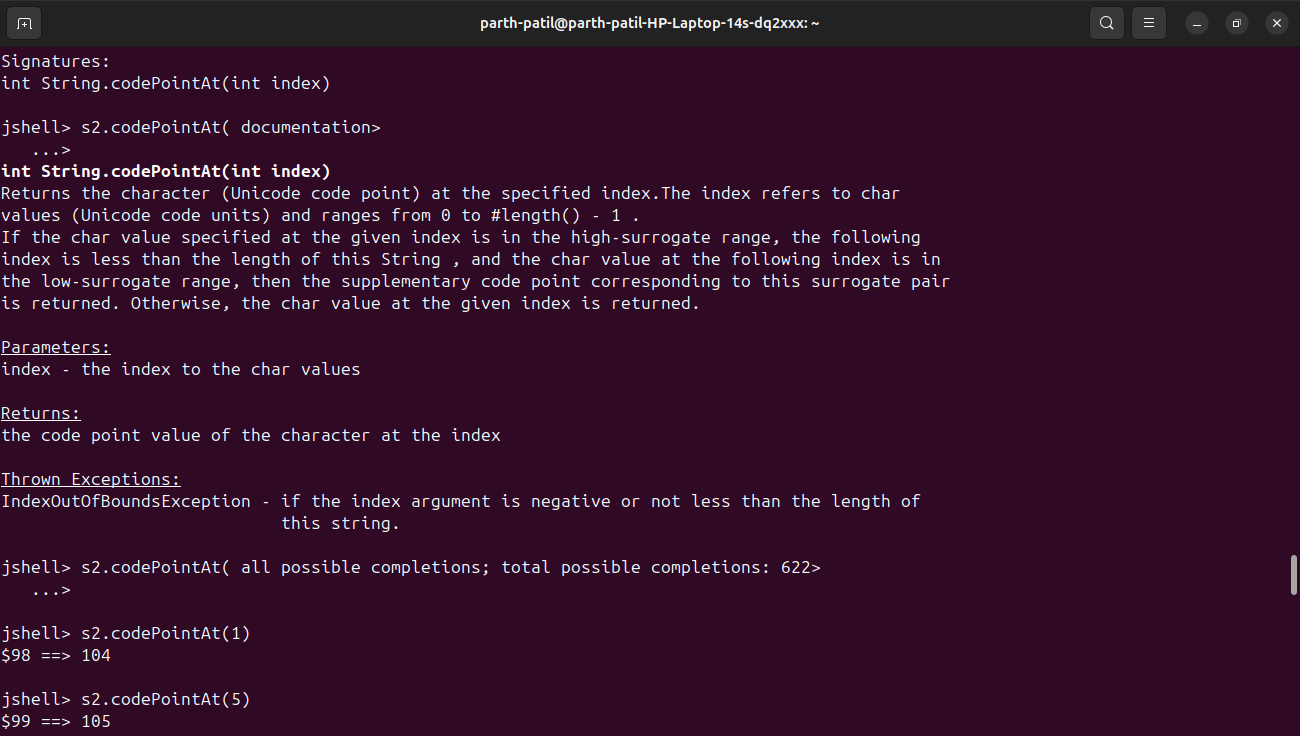 parth-patil@parth-patil-HP-Laptop-14s-dq2xxx: ~
Signatures:
int String.codePointAt(int index)
jshell> s2.codePointAt( documentation>
...>
int String.codePointAt(int index)
Returns the character (Unicode code point) at the specified index.The index refers to char
values (Unicode code units) and ranges from 0 to #length() - 1 .
If the char value specified at the given index is in the high-surrogate range, the following
index is less than the length of this String , and the char value at the following index is in
the low-surrogate range, then the supplementary code point corresponding to this surrogate pair
is returned. Otherwise, the char value at the given index is returned.
Parameters:
index - the index to the char values
Returns:
the code point value of the character at the index
Thrown Exceptions:
IndexOutOfBoundsException - if the index argument is negative or not less than the length of
this string.
jshell> s2.codePointAt( all possible completions; total possible completions: 622>
...>
jshell> s2.codePointAt(1)
$98 ==> 104
jshell> s2.codePointAt(5)
$99 ==> 105